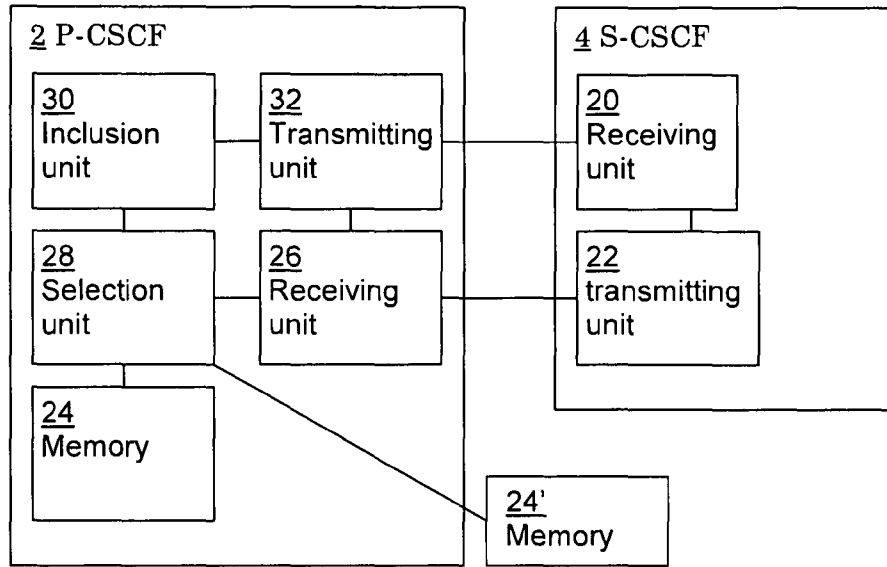 2 P-CSCF
30
Inclusion
unit
32
Transmitting
unit
28
Selection
unit
26
Receiving
unit
24
Memory
4 S-CSCF
20
Receiving
unit
22
transmitting
unit
24'
Memory